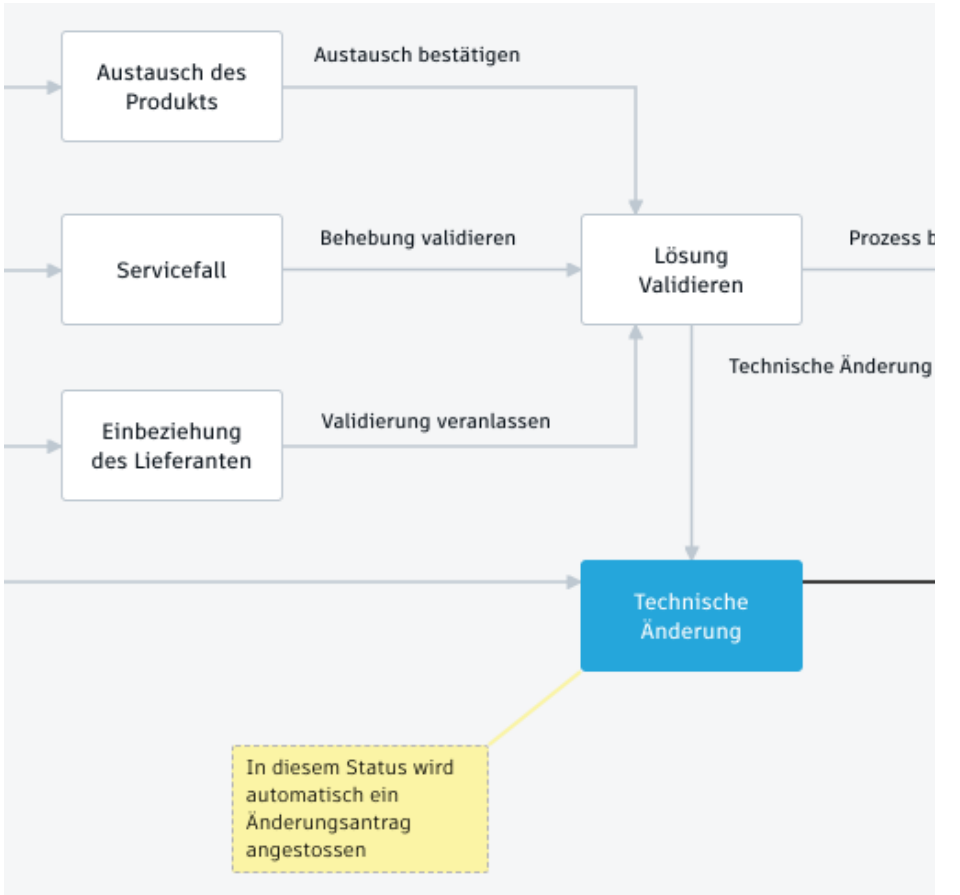 Austausch des
Produkts
Austausch bestätigen
Servicefall
Behebung validieren
Lösung
Validieren
Prozess b
Technische Änderung
Einbeziehung
des Lieferanten
Validierung veranlassen
Technische
Änderung
In diesem Status wird
automatisch ein
Änderungsantrag
angestossen